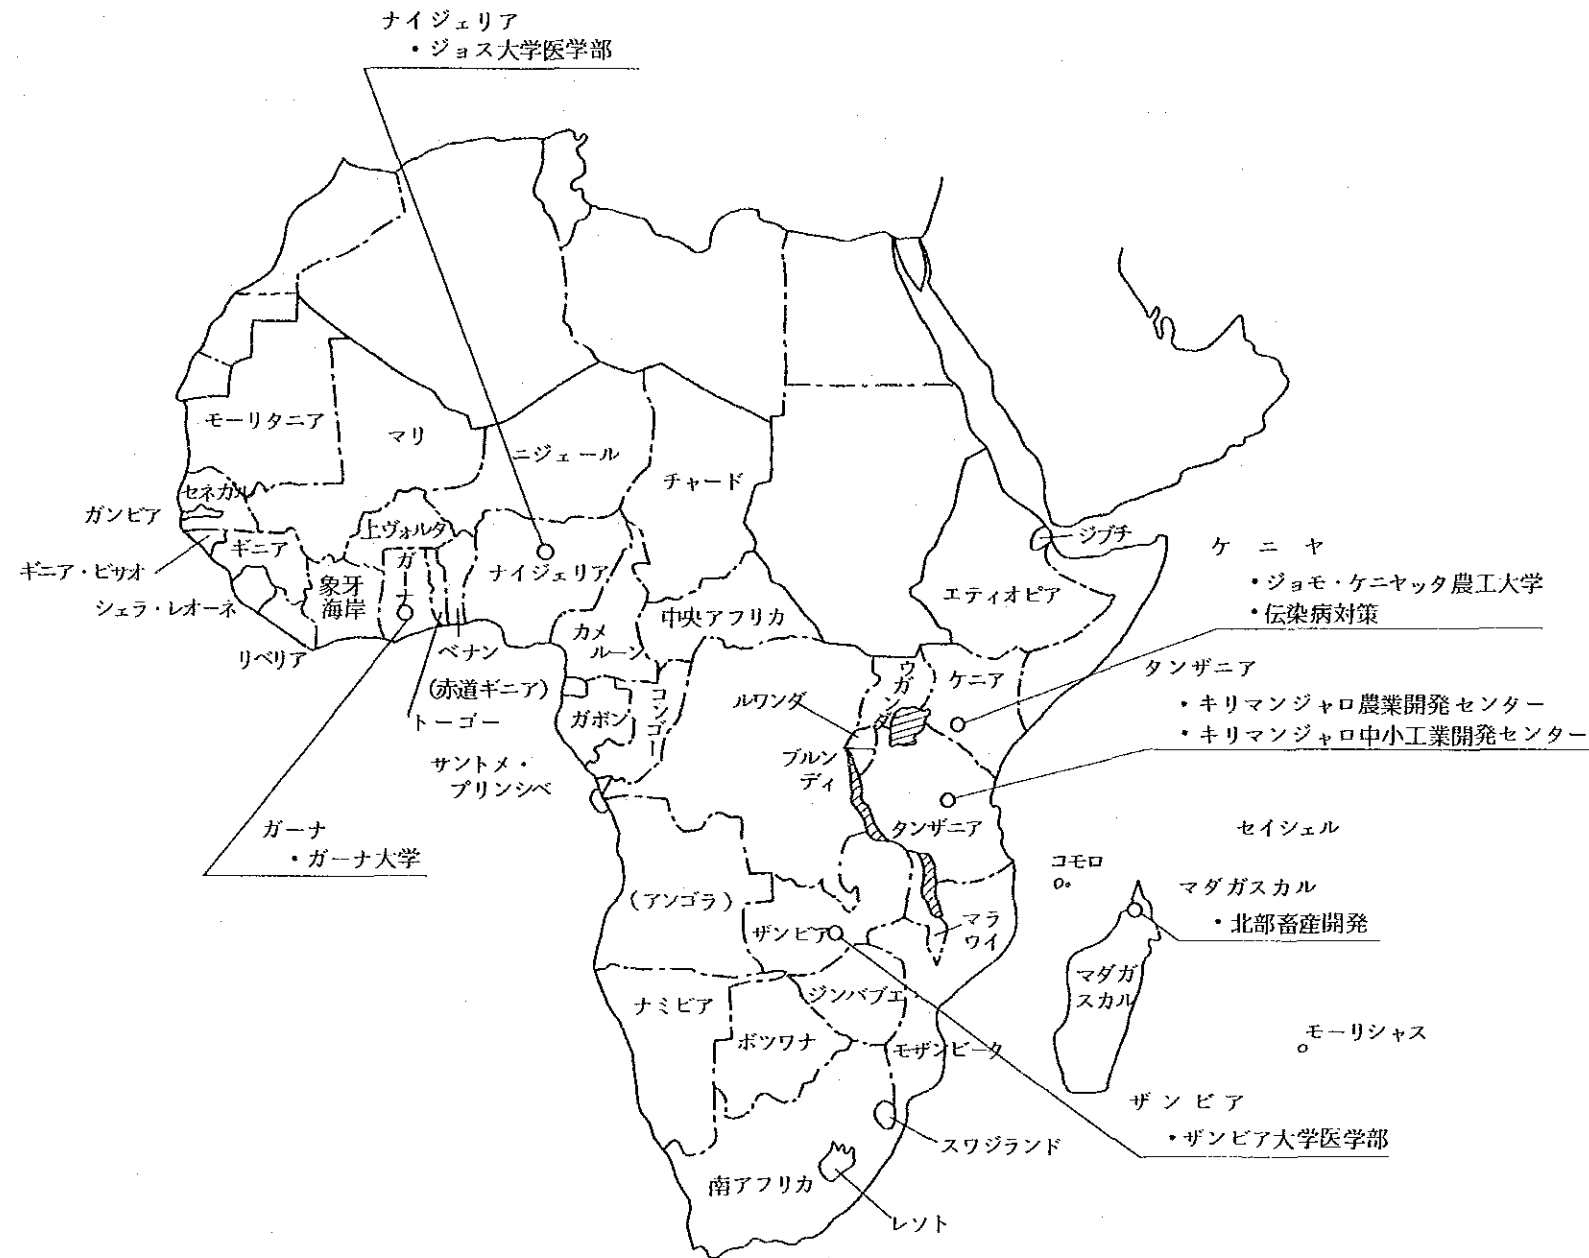 ナイジェリア
・ジョス大学医学部
モーリタニア
マリ
ニジェール
チャード
セネガル
ガンビア
上ヴォルタ
ジブチ
ギニア
ガーナ
ナイジェリア
ギニア・ビサオ
象牙
海岸
エティオピア
シェラ・レオーネ
中央アフリカ
カメ
ルーン
リベリア
ベナン
ケニヤ
・ジョモ・ケニヤッタ農工大学
・伝染病対策
(赤道ギニア)
トーゴー
ガボン
コンゴー
ウガンダ
ケニア
ルワンダ
タンザニア
・キリマンジャロ農業開発センター
・キリマンジャロ中小工業開発センター
サントメ・
プリンシペ
ブルン
ディ
タンザニア
ガーナ
・ガーナ大学
セイシェル
コモロ
マダガスカル
・北部畜産開発
(アンゴラ)
ザンビア
マラ
ウイ
マダガ
スカル
ナミビア
ジンバブエ
ボツワナ
モザンビーク
モーリシャス
ザンビア
・ザンビア大学医学部
スワジランド
南アフリカ
レソト